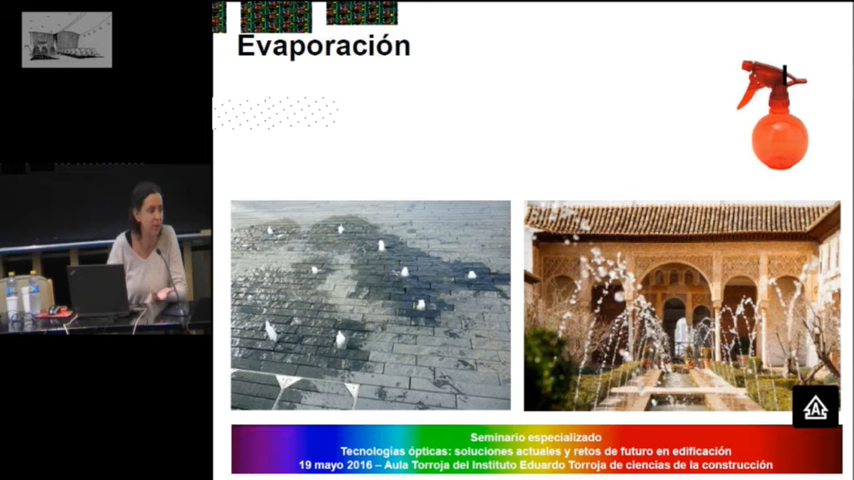 Evaporación
Seminario especializado
Tecnologías ópticas: soluciones actuales y retos de futuro en edificación
19 mayo 2016 – Aula Torroja del Instituto Eduardo Torroja de ciencias de la construcción
A